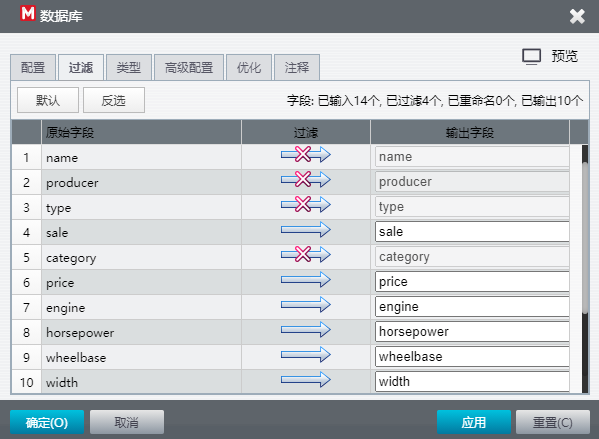 M 数据库
预览
配置 过滤 类型 高级配置 优化 注释
默认 反选 字段: 已输入14个, 已过滤4个, 已重命名0个, 已输出10个
原始字段 过滤 输出字段
1 name name
2 producer producer
3 type type
4 sale sale
5 category category
6 price price
7 engine engine
8 horsepower horsepower
9 wheelbase wheelbase
10 width width
确定(O) 取消 应用 重置(C)